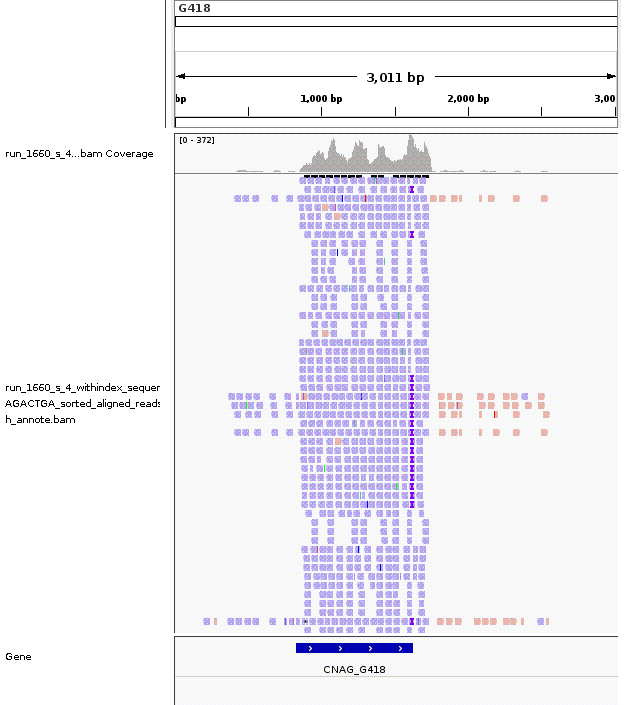 G418
3,011 bp
bp
1,000 bp
2,000 bp
3,00
[0 - 372]
run_1660_s_4...bam Coverage
run_1660_s_4_withindex_sequer
AGACTGA_sorted_aligned_reads
h_annote.bam
Gene
CNAG_G418